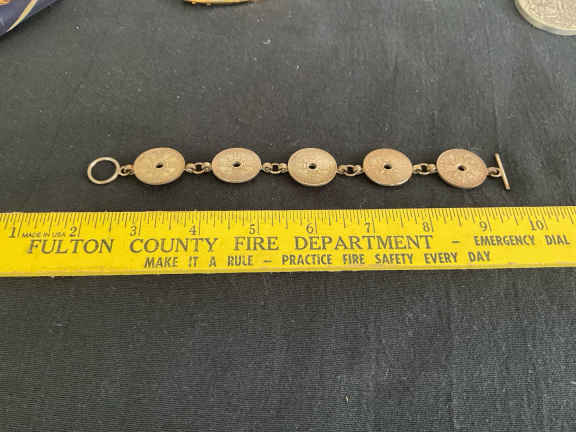 1 MADE IN USA 2 3 4 5 6 7 8 9 10
FULTON COUNTY FIRE DEPARTMENT - EMERGENCY DIAL
MAKE IT A RULE - PRACTICE FIRE SAFETY EVERY DAY